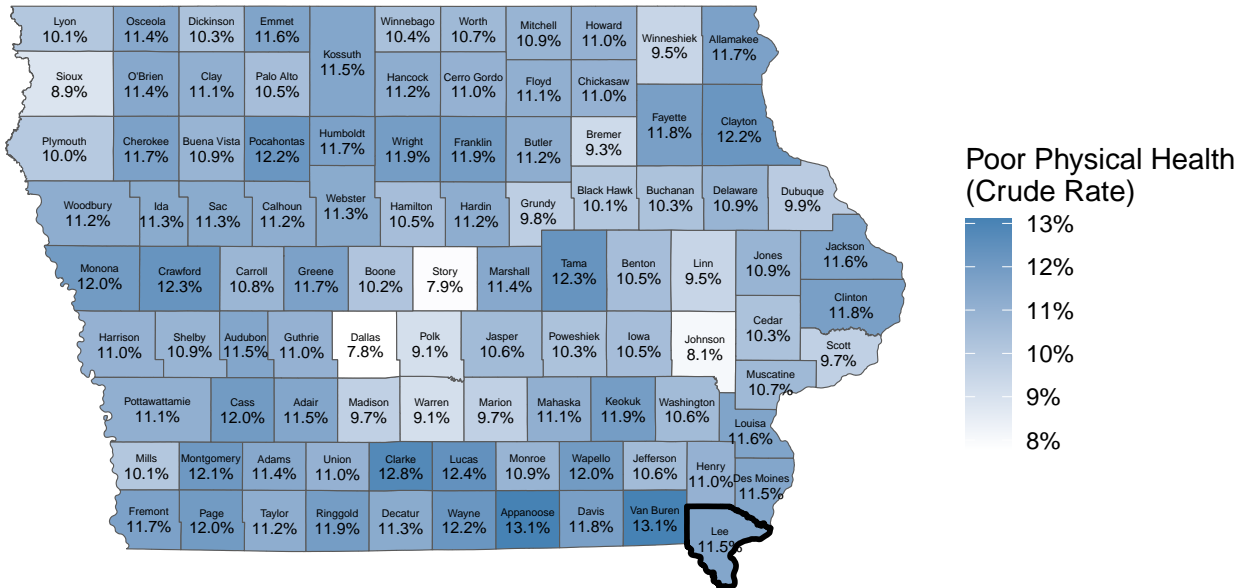 Lyon
10.1%
Osceola
11.4%
Dickinson
10.3%
Emmet
11.6%
Kossuth
11.5%
Winnebago
10.4%
Worth
10.7%
Mitchell
10.9%
Howard
11.0%
Winneshiek
9.5%
Allamakee
11.7%
Sioux
8.9%
O'Brien
11.4%
Clay
11.1%
Palo Alto
10.5%
Hancock
11.2%
Cerro Gordo
11.0%
Floyd
11.1%
Chickasaw
11.0%
Fayette
11.8%
Clayton
12.2%
Plymouth
10.0%
Cherokee
11.7%
Buena Vista
10.9%
Pocahontas
12.2%
Humboldt
11.7%
Wright
11.9%
Franklin
11.9%
Butler
11.2%
Bremer
9.3%
Woodbury
11.2%
Ida
11.3%
Sac
11.3%
Calhoun
11.2%
Webster
11.3%
Hamilton
10.5%
Hardin
11.2%
Grundy
9.8%
Black Hawk
10.1%
Buchanan
10.3%
Delaware
10.9%
Dubuque
9.9%
Monona
12.0%
Crawford
12.3%
Carroll
10.8%
Greene
11.7%
Boone
10.2%
Story
7.9%
Marshall
11.4%
Tama
12.3%
Benton
10.5%
Linn
9.5%
Jones
10.9%
Jackson
11.6%
Clinton
11.8%
Harrison
11.0%
Shelby
10.9%
Audubon
11.5%
Guthrie
11.0%
Dallas
7.8%
Polk
9.1%
Jasper
10.6%
Poweshiek
10.3%
Iowa
10.5%
Johnson
8.1%
Cedar
10.3%
Scott
9.7%
Muscatine
10.7%
Pottawattamie
11.1%
Cass
12.0%
Adair
11.5%
Madison
9.7%
Warren
9.1%
Marion
9.7%
Mahaska
11.1%
Keokuk
11.9%
Washington
10.6%
Louisa
11.6%
Mills
10.1%
Montgomery
12.1%
Adams
11.4%
Union
11.0%
Clarke
12.8%
Lucas
12.4%
Monroe
10.9%
Wapello
12.0%
Jefferson
10.6%
Henry
11.0%
Des Moines
11.5%
Fremont
11.7%
Page
12.0%
Taylor
11.2%
Ringgold
11.9%
Decatur
11.3%
Wayne
12.2%
Appanoose
13.1%
Davis
11.8%
Van Buren
13.1%
Lee
11.5%
Poor Physical Health
(Crude Rate)
13%
12%
11%
10%
9%
8%